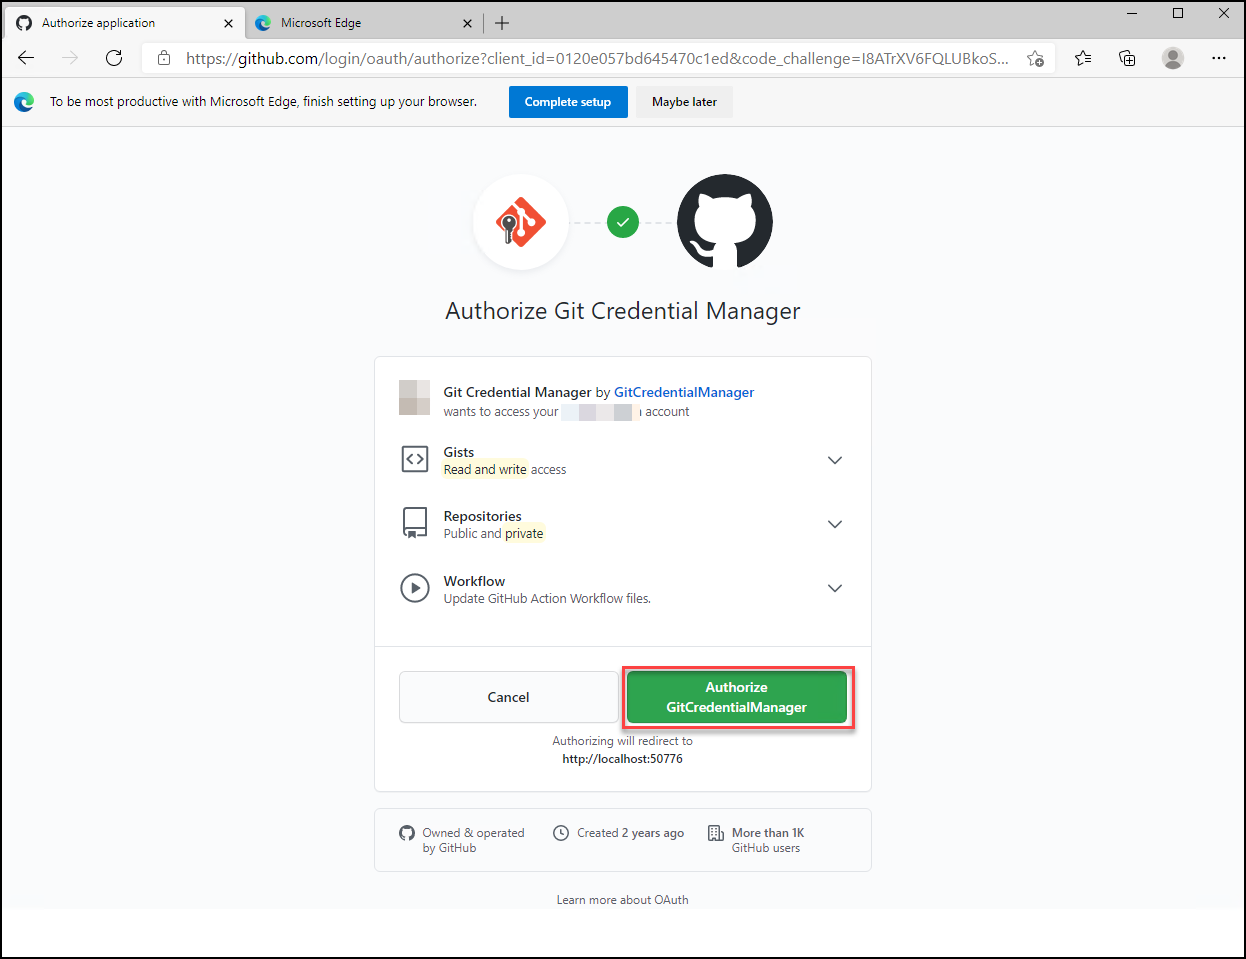 Authorize application
Microsoft Edge
https://github.com/login/oauth/authorize?client_id=0120e057bd645470c1ed&code_challenge=I8ATrXV6FQLUBkoS...
To be most productive with Microsoft Edge, finish setting up your browser.
Complete setup
Maybe later
Authorize Git Credential Manager
Git Credential Manager by GitCredentialManager
wants to access your account
Gists
Read and write access
Repositories
Public and private
Workflow
Update GitHub Action Workflow files.
Cancel
Authorize
GitCredentialManager
Authorizing will redirect to
http://localhost:50776
Owned & operated
by GitHub
Created 2 years ago
More than 1K
GitHub users
Learn more about OAuth